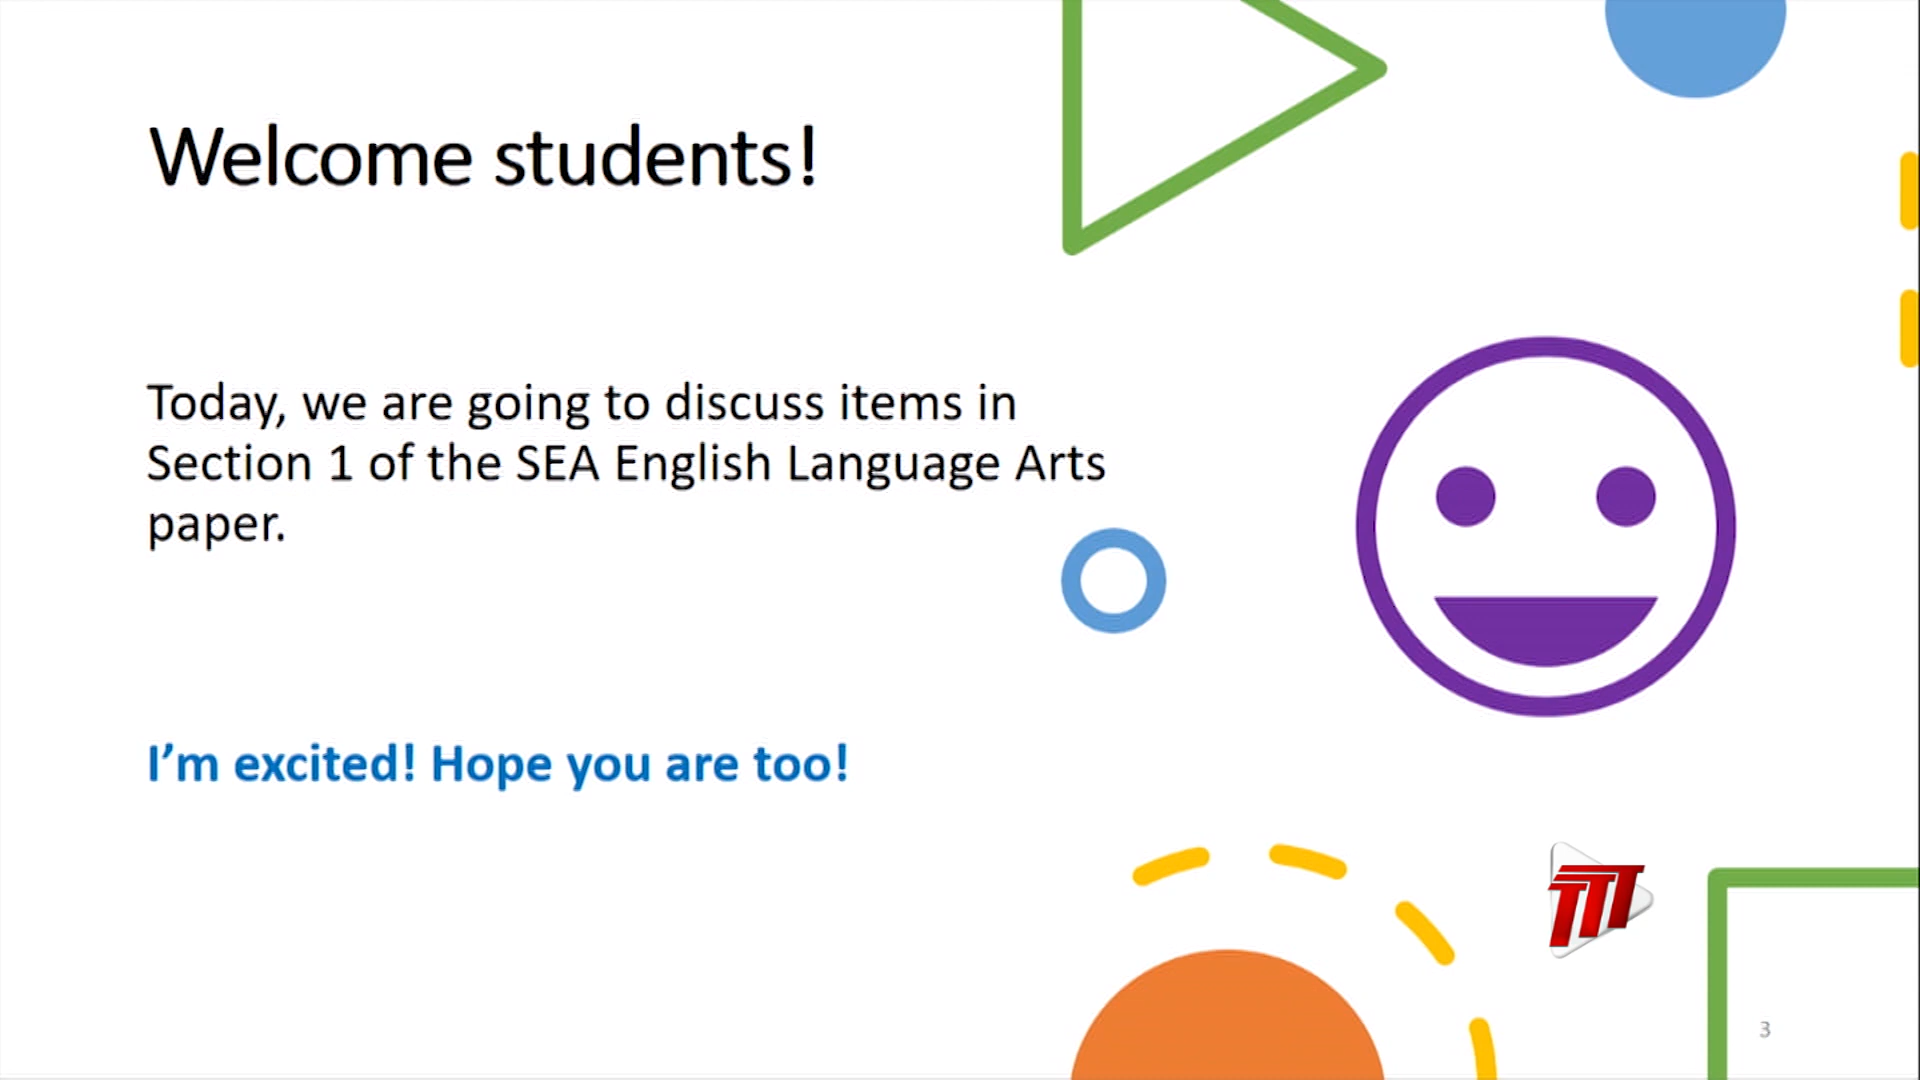 Welcome students!
Today, we are going to discuss items in
Section 1 of the SEA English Language Arts
paper.
I’m excited! Hope you are too!
TTT
3